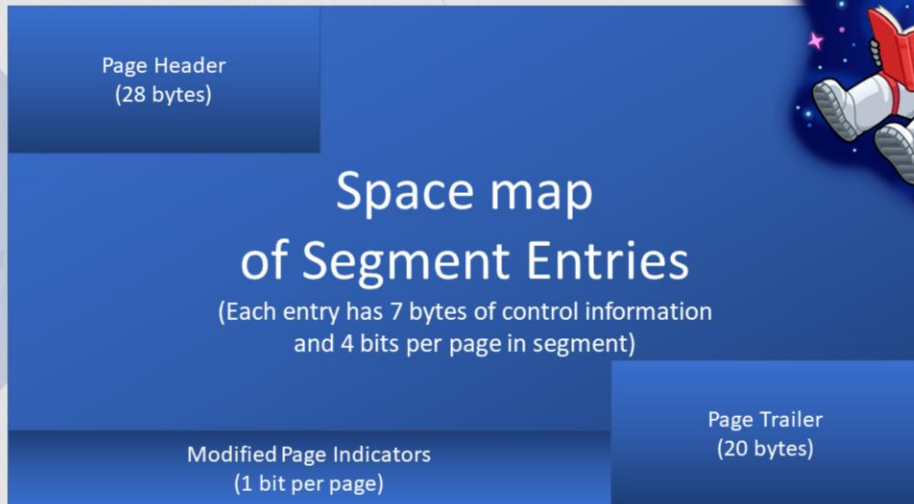 Page Header
(28 bytes)
Space map
of Segment Entries
(Each entry has 7 bytes of control information
and 4 bits per page in segment)
Page Trailer
(20 bytes)
Modified Page Indicators
(1 bit per page)